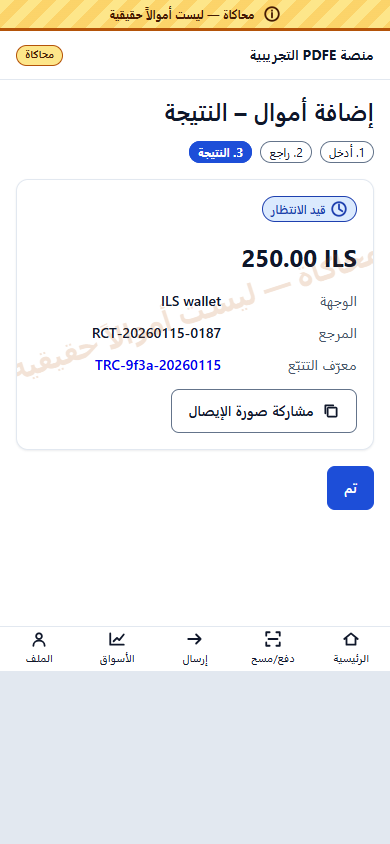 محاكاة — ليست أموالاً حقيقية
منصة PDFE التجريبية
محاكاة
إضافة أموال – النتيجة
1. أدخل
2. راجع
3. النتيجة
قيد الانتظار
250.00 ILS
محاكاة — ليست أموالاً حقيقية
الوجهة
ILS wallet
المرجع
RCT-20260115-0187
معرّف التتبّع
TRC-9f3a-20260115
مشاركة صورة الإيصال
تم
الرئيسية
دفع/مسح
إرسال
الأسواق
الملف